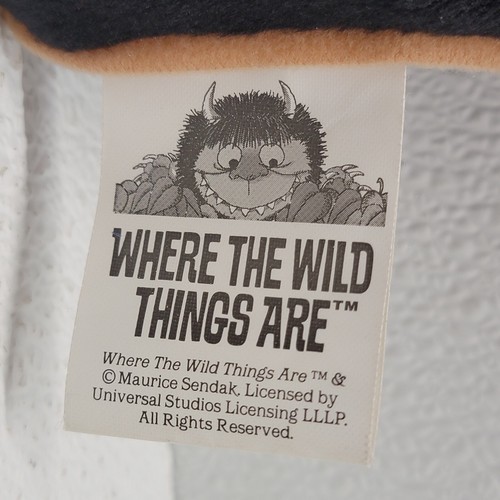 WHERE THE WILD
THINGS ARE™
Where The Wild Things Are™ &
© Maurice Sendak, Licensed by
Universal Studios Licensing LLLP.
All Rights Reserved.